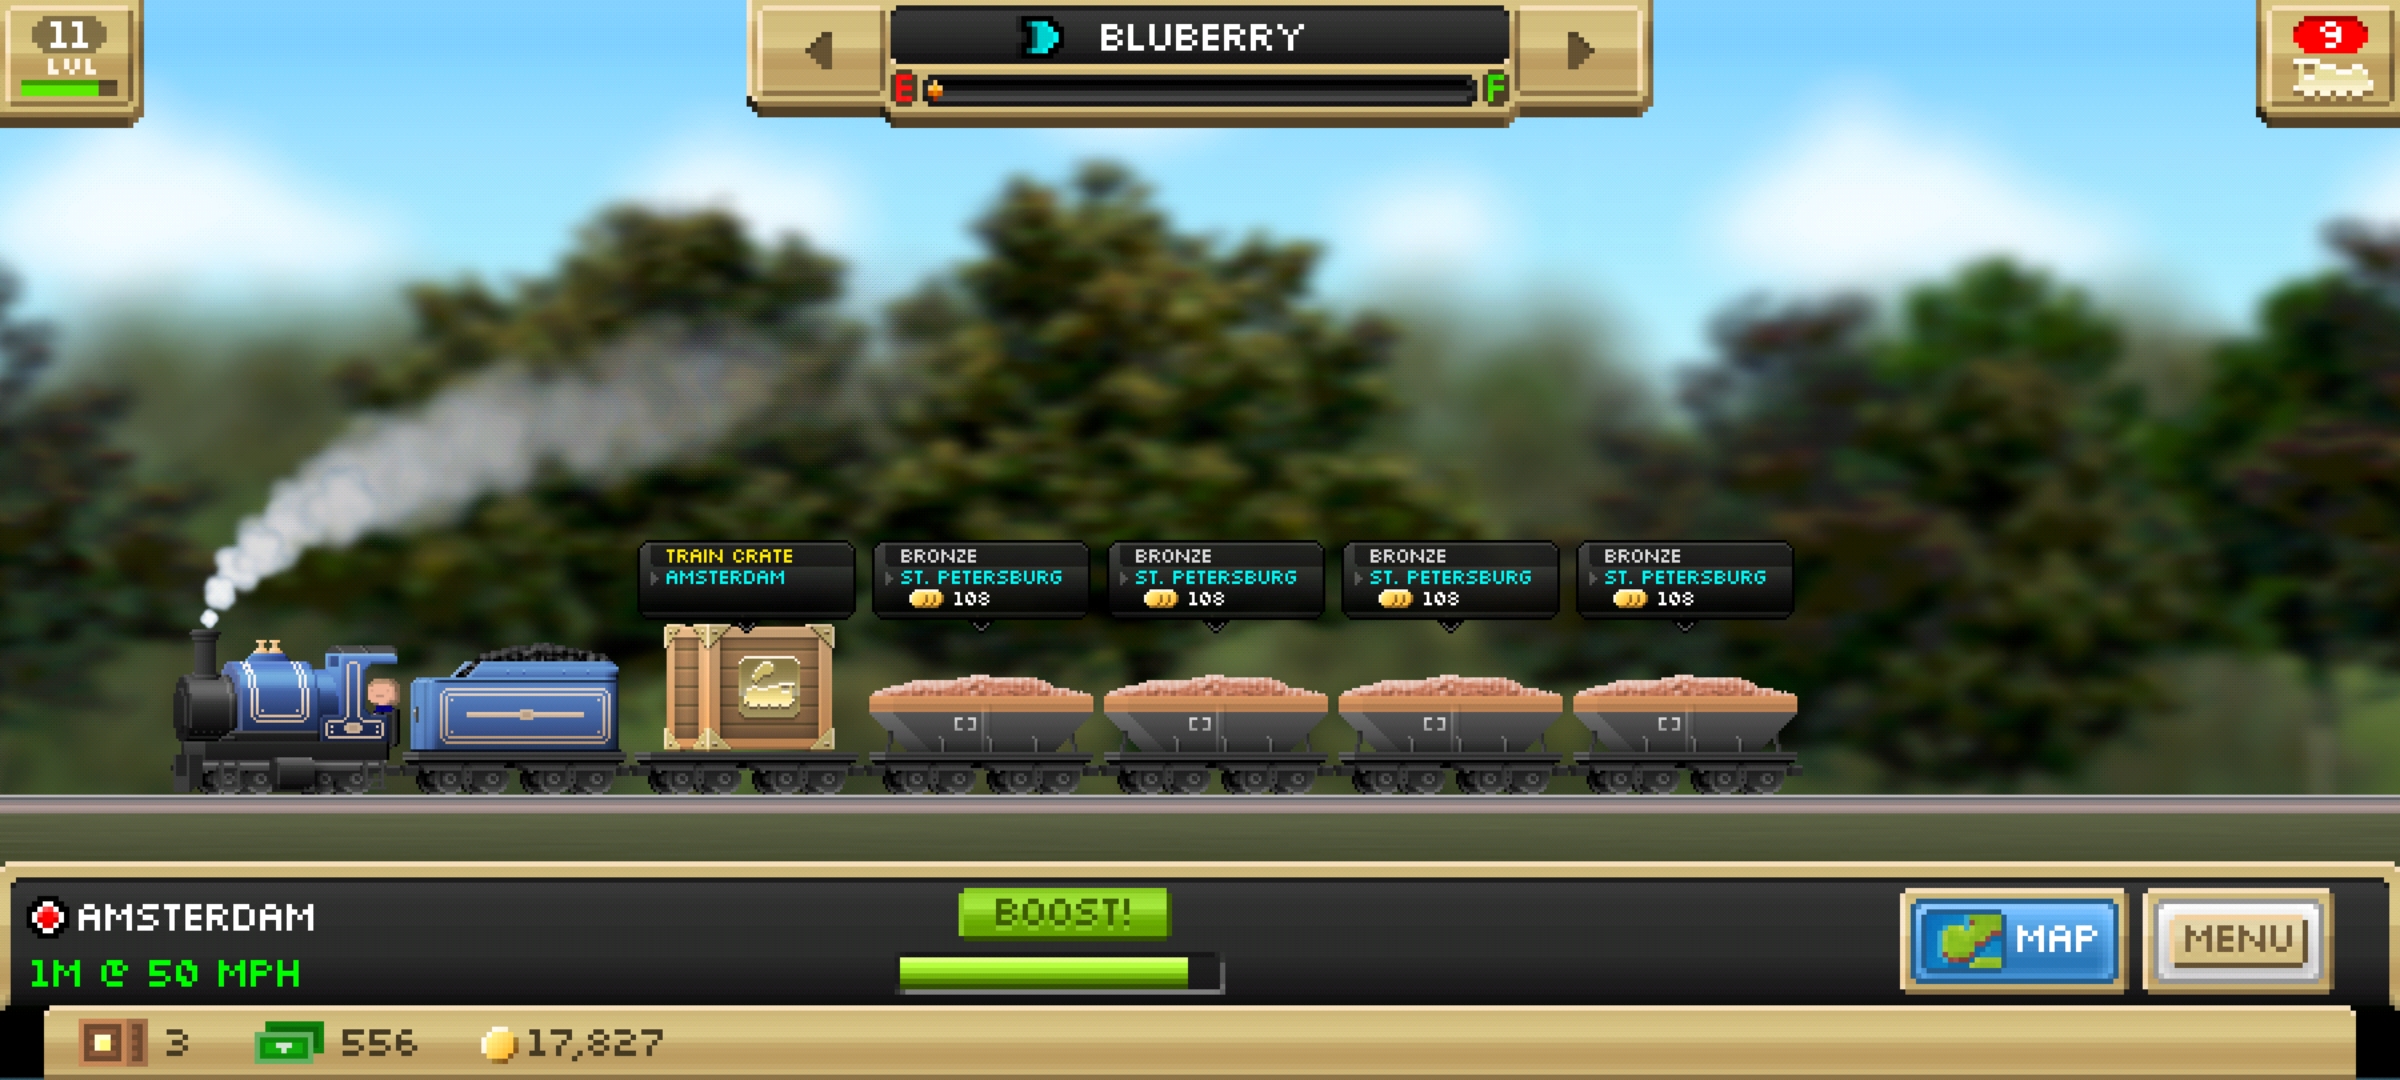 11
LVL
BLUBERRY
E
F
9
TRAIN CRATE
AMSTERDAM
BRONZE
ST. PETERSBURG
108
BRONZE
ST. PETERSBURG
108
BRONZE
ST. PETERSBURG
108
BRONZE
ST. PETERSBURG
108
AMSTERDAM
1M @ 50 MPH
BOOST!
MAP
MENU
3
556
17,827